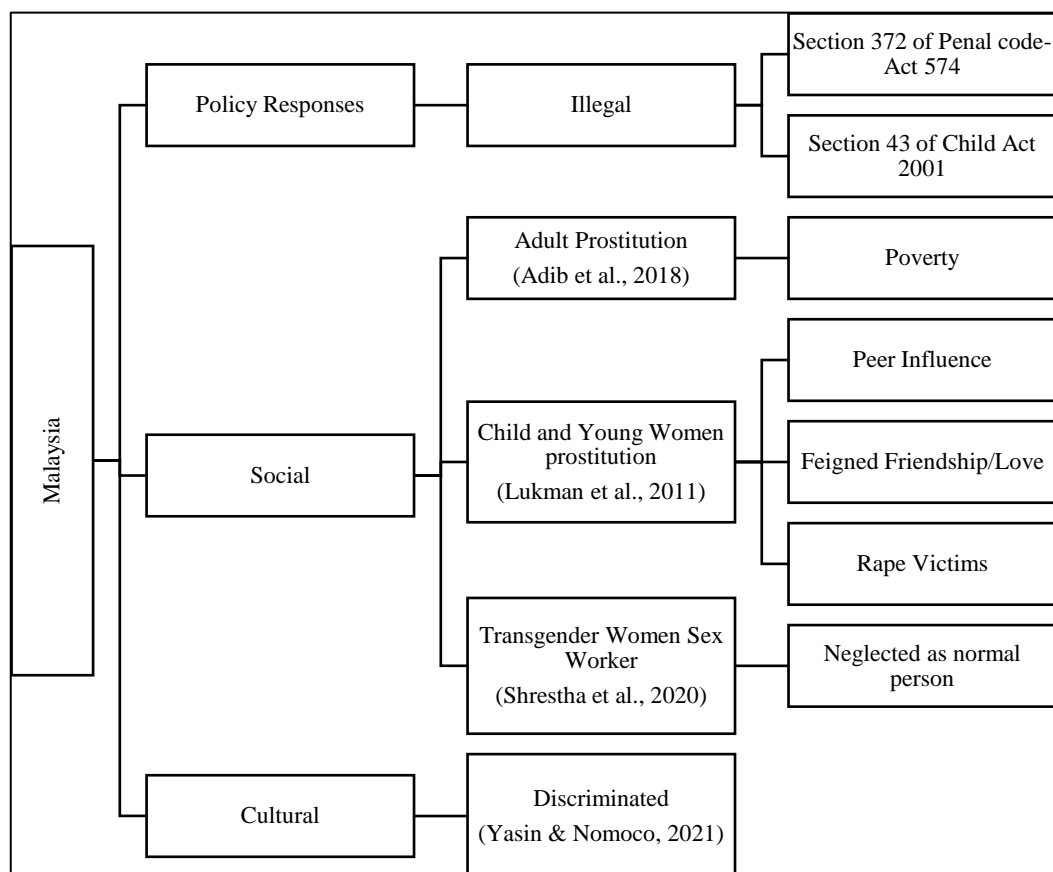 Malaysia
Policy Responses
Illegal
Section 372 of Penal code-
Act 574
Section 43 of Child Act
2001
Social
Adult Prostitution
(Adib et al., 2018)
Poverty
Child and Young Women
prostitution
(Lukman et al., 2011)
Peer Influence
Feigned Friendship/Love
Rape Victims
Transgender Women Sex
Worker
(Shrestha et al., 2020)
Neglected as normal
person
Cultural
Discriminated
(Yasin & Nomoco, 2021)